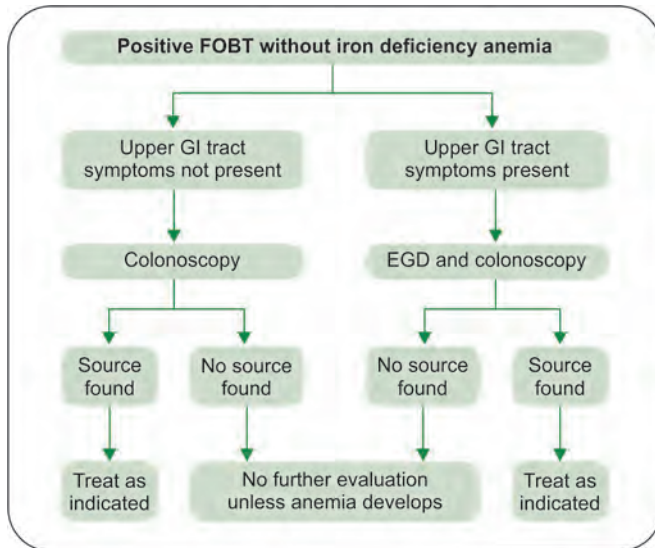 Positive FOBT without iron deficiency anemia
Upper GI tract
symptoms not present
Upper GI tract
symptoms present
Colonoscopy
EGD and colonoscopy
Source
found
No source
found
No source
found
Source
found
Treat as
indicated
No further evaluation
unless anemia develops
Treat as
indicated